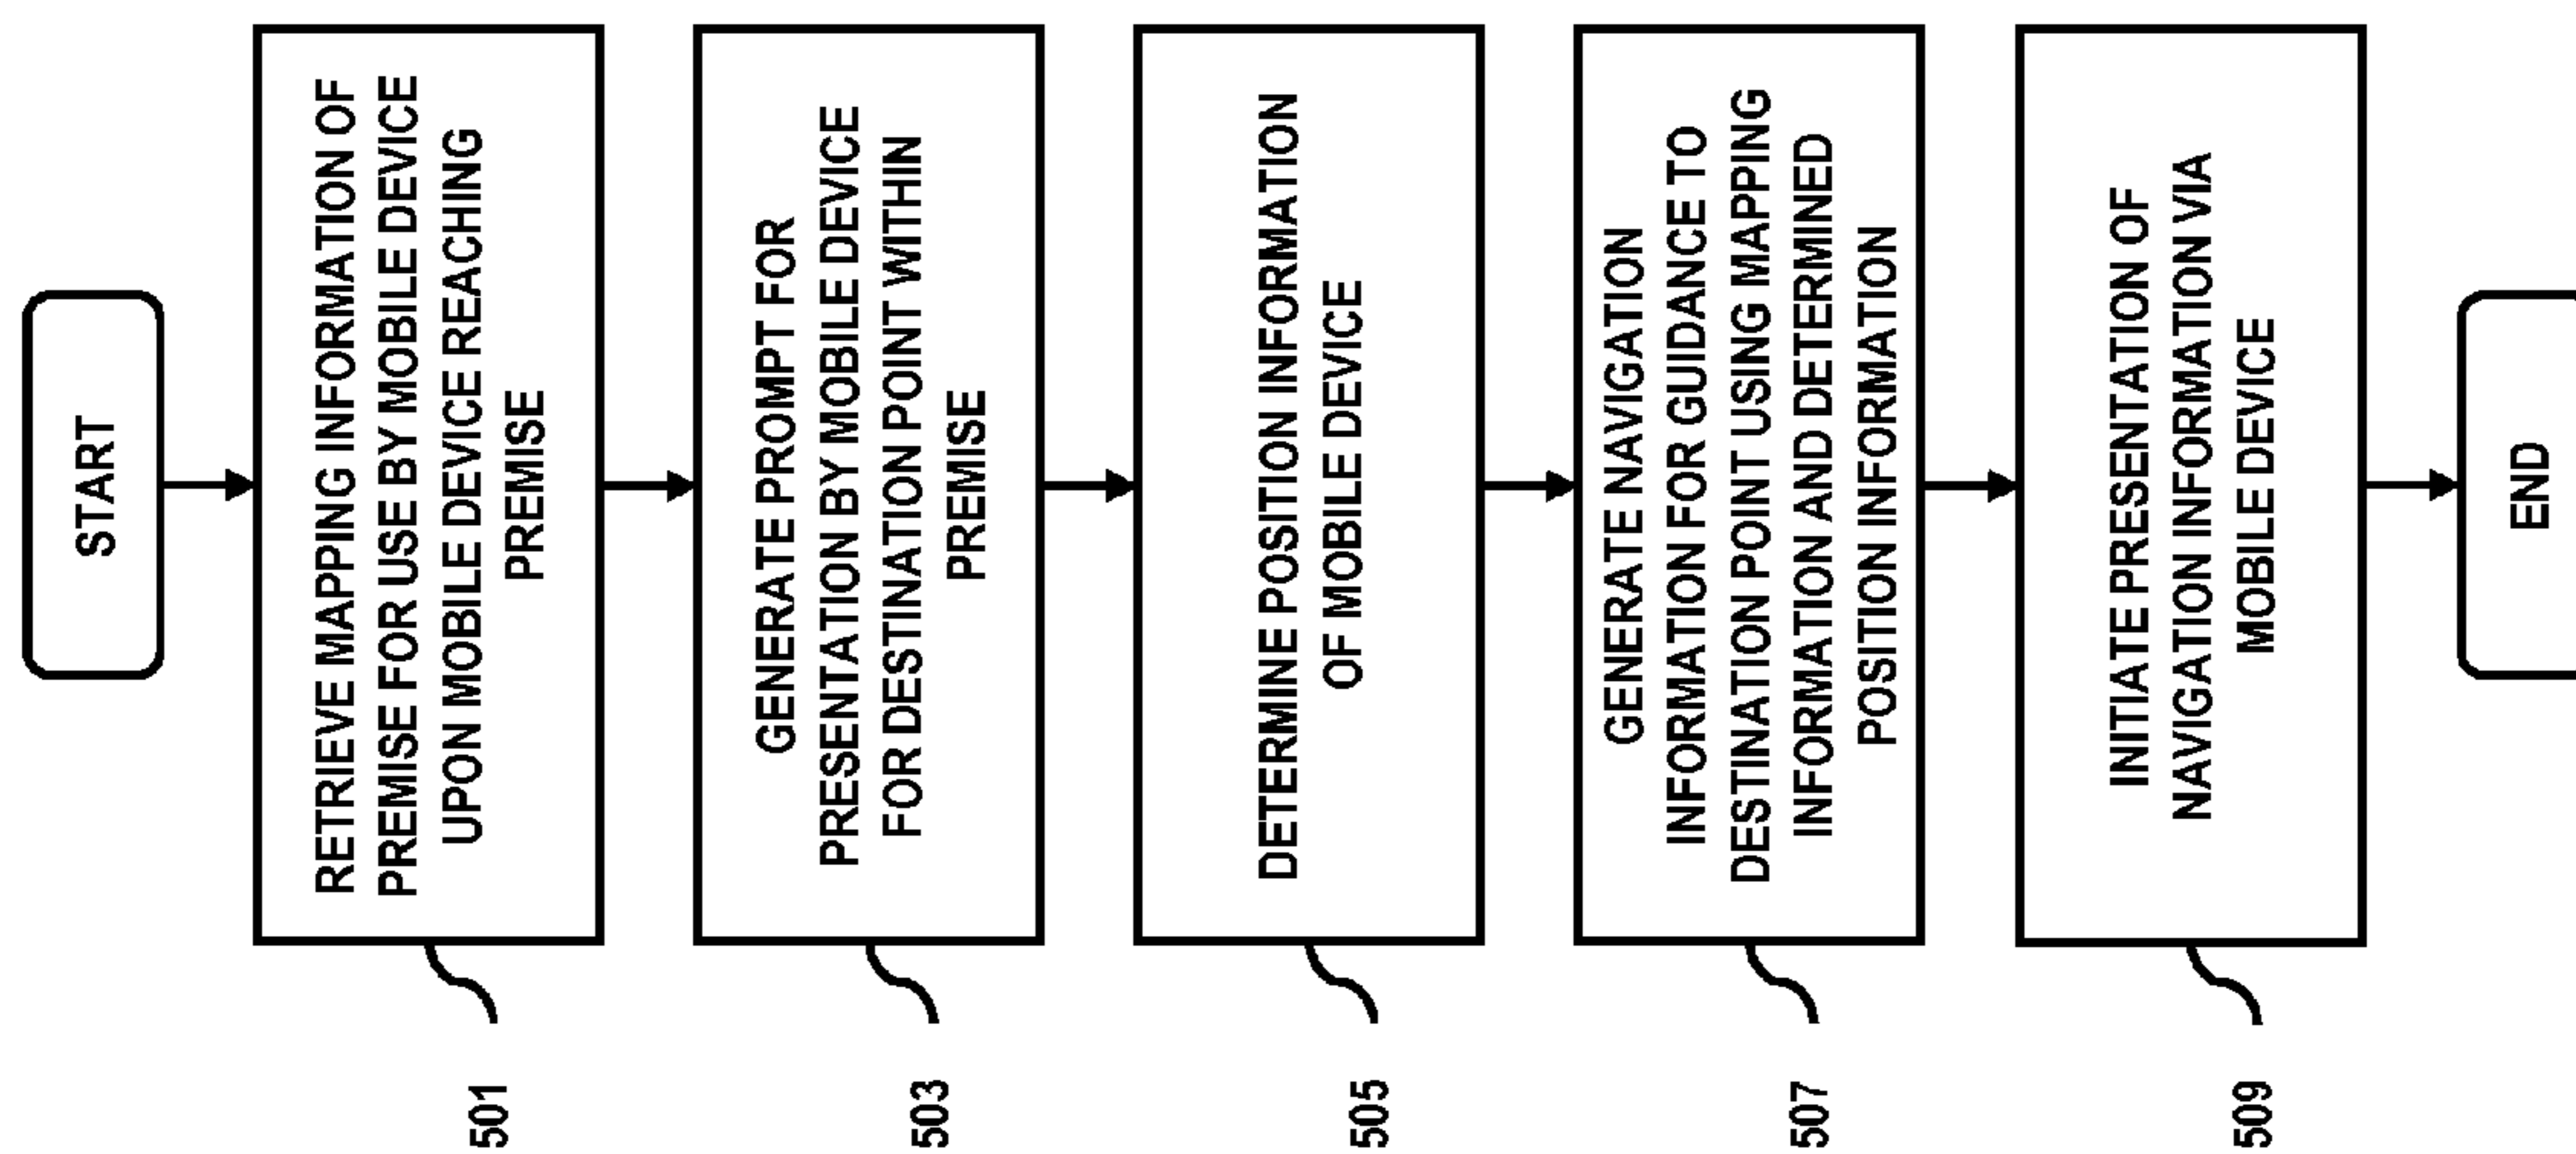 START
RETRIEVE MAPPING INFORMATION OF
PREMISE FOR USE BY MOBILE DEVICE
UPON MOBILE DEVICE REACHING
PREMISE
501
GENERATE PROMPT FOR
PRESENTATION BY MOBILE DEVICE
FOR DESTINATION POINT WITHIN
PREMISE
503
DETERMINE POSITION INFORMATION
OF MOBILE DEVICE
505
GENERATE NAVIGATION
INFORMATION FOR GUIDANCE TO
DESTINATION POINT USING MAPPING
INFORMATION AND DETERMINED
POSITION INFORMATION
507
INITIATE PRESENTATION OF
NAVIGATION INFORMATION VIA
MOBILE DEVICE
509
END